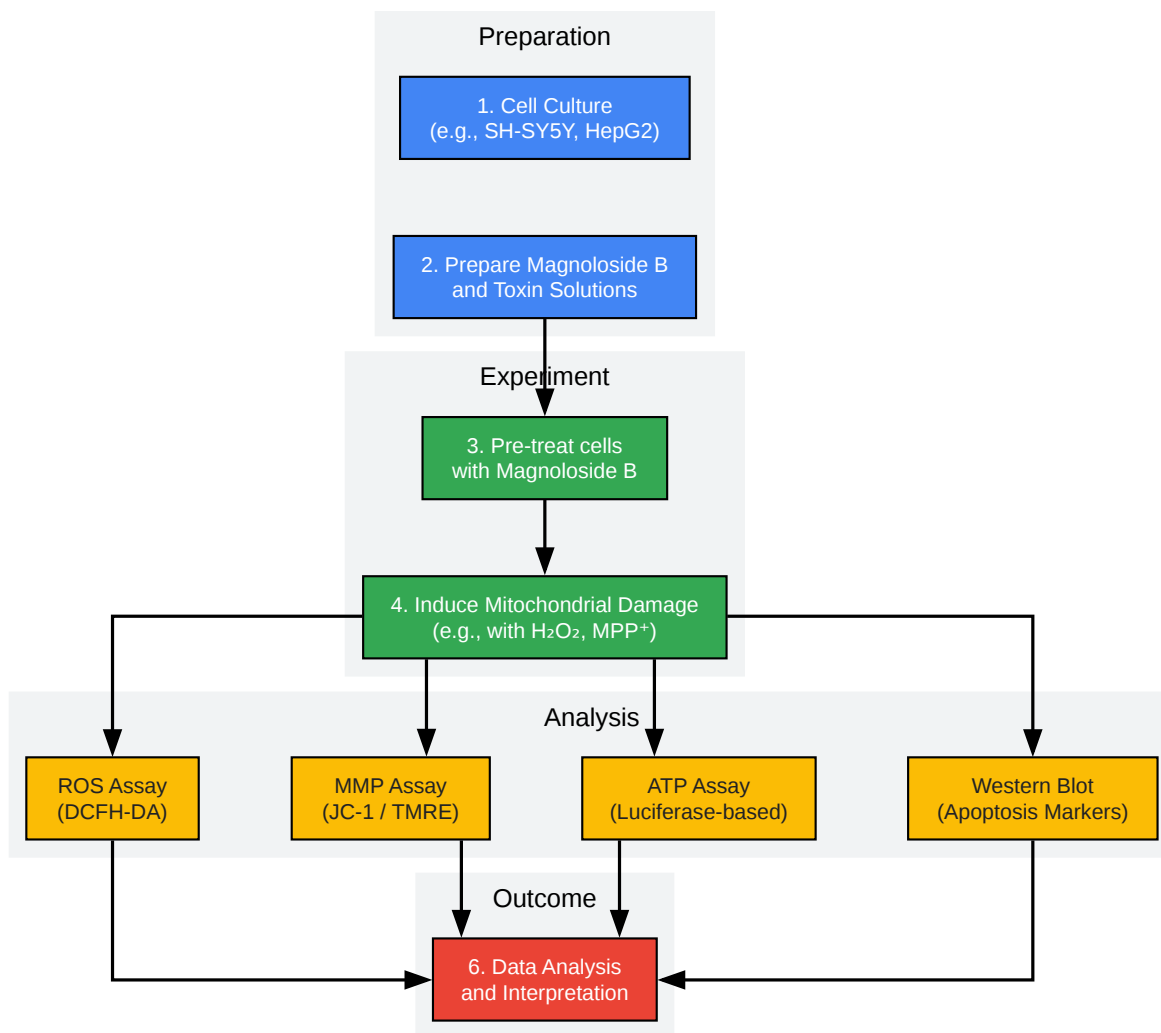 Preparation
1. Cell Culture
(e.g., SH-SY5Y, HepG2)
2. Prepare Magnoloside B
and Toxin Solutions
Experiment
3. Pre-treat cells
with Magnoloside B
4. Induce Mitochondrial Damage
(e.g., with H₂O₂, MPP⁺)
Analysis
ROS Assay
(DCFH-DA)
MMP Assay
(JC-1 / TMRE)
ATP Assay
(Luciferase-based)
Western Blot
(Apoptosis Markers)
Outcome
6. Data Analysis
and Interpretation